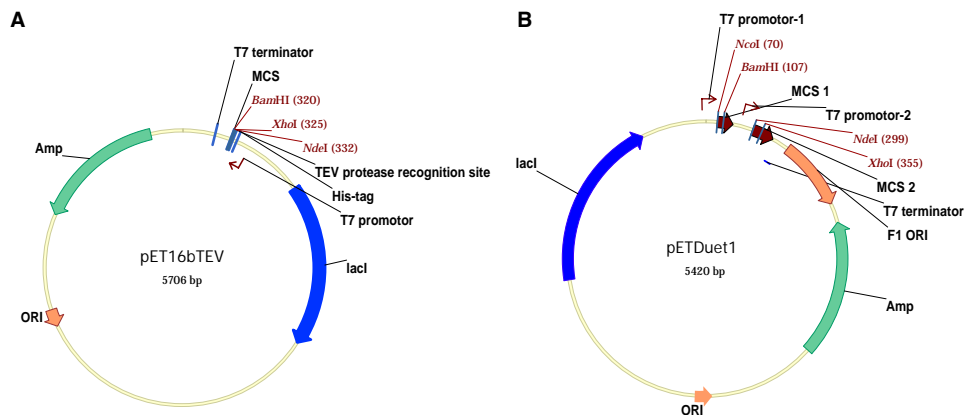 A
T7 terminator
MCS
BamHI (320)
XhoI (325)
NdeI (332)
TEV protease recognition site
His-tag
T7 promotor
Amp
lacI
pET16bTEV
5706 bp
ORI
B
T7 promotor-1
NcoI (70)
BamHI (107)
MCS 1
T7 promotor-2
NdeI (299)
XhoI (355)
MCS 2
T7 terminator
F1 ORI
lacI
pETDuet1
5420 bp
Amp
ORI